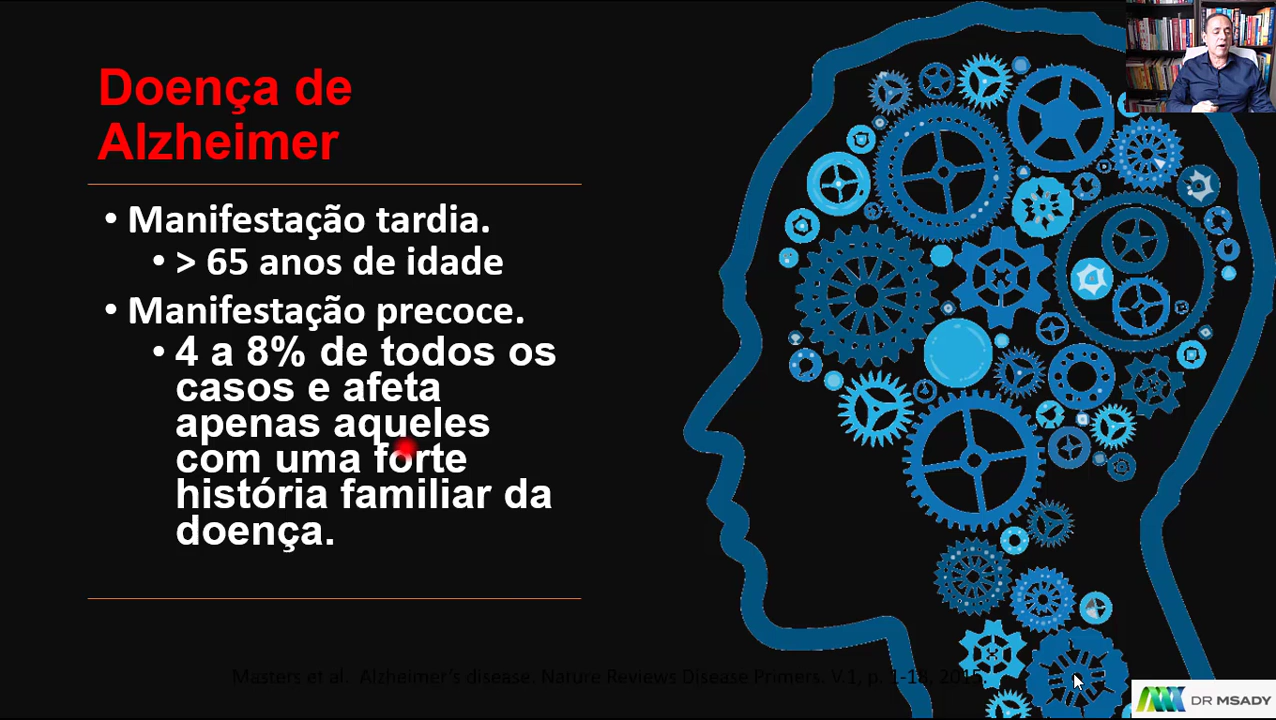 Doença de
Alzheimer
• Manifestação tardia.
• > 65 anos de idade
• Manifestação precoce.
• 4 a 8% de todos os
casos e afeta
apenas aqueles
com uma forte
história familiar da
doença.
Masters et al. Alzheimer's disease. Narure Reviews Disease Primers. V.1, p. 1-18, 2015.
DR MSADY